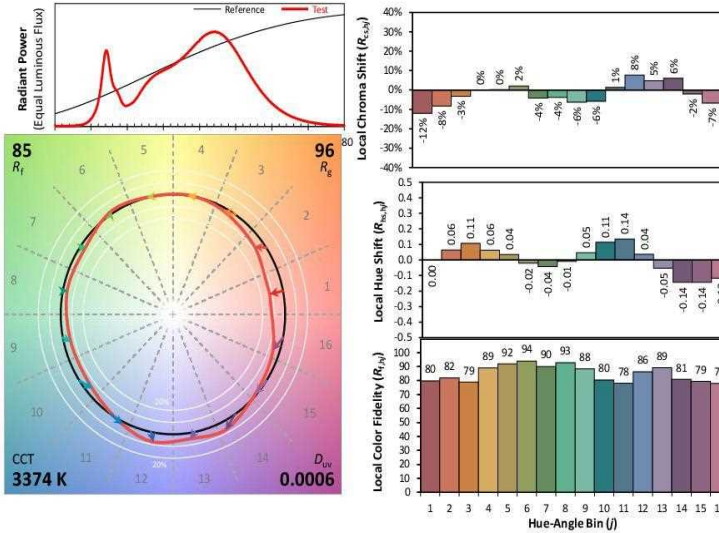 Reference Test
Radiant Power
(Equal Luminous Flux)
80
85
Rf
96
Rg
5 4
6 3
7 2
8 1
9 16
10 15
11 14
12 13
20%
20%
CCT
3374 K
Duv
0.0006
Local Chroma Shift (Rcs,hj)
40%
30%
20%
10%
0%
-10%
-20%
-30%
-40%
-12% -8% -3% 0% 0% 2% -4% -4% -6% -6% 1% 8% 5% 6% -2% -7%
Local Hue Shift (Rhs,hj)
0.5
0.4
0.3
0.2
0.1
0.0
-0.1
-0.2
-0.3
-0.4
-0.5
0.00 0.06 0.11 0.06 0.04 -0.02 -0.04 -0.01 0.05 0.11 0.14 0.04 -0.05 -0.14 -0.14
Local Color Fidelity (Rf,hj)
100
90
80
70
60
50
40
30
20
10
0
80 82 79 89 92 94 90 93 88 80 78 86 89 81 79 7
1 2 3 4 5 6 7 8 9 10 11 12 13 14 15 1
Hue-Angle Bin (j)